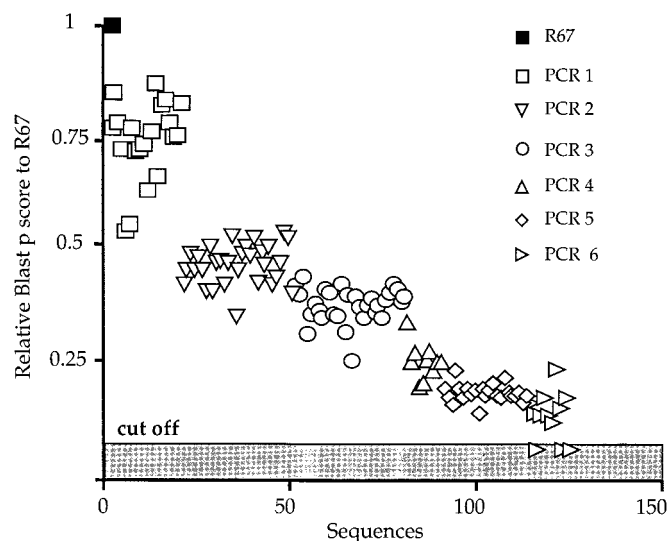 Relative Blast p score to R67
1
0.75
0.5
0.25
cut off
0
50
100
150
Sequences
R67
PCR 1
PCR 2
PCR 3
PCR 4
PCR 5
PCR 6